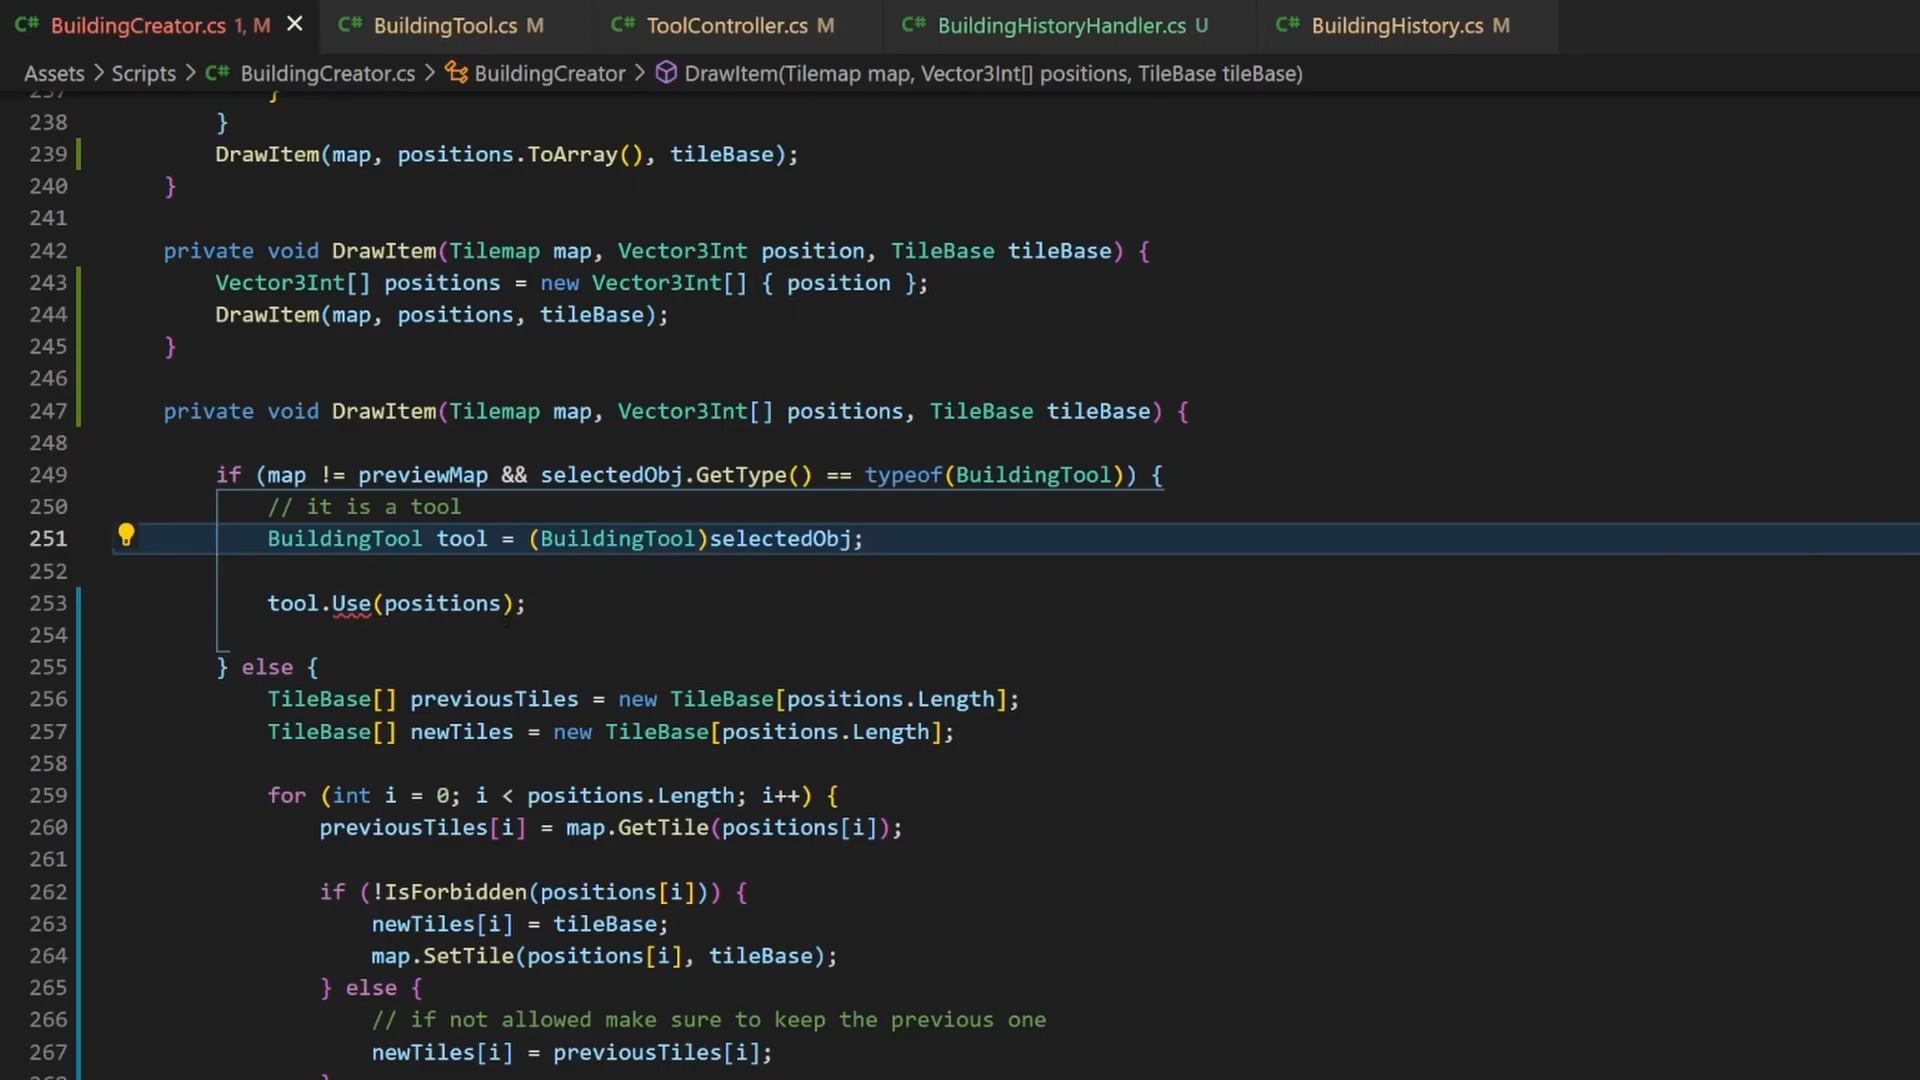 C# BuildingCreator.cs 1, M × C# BuildingTool.cs M C# ToolController.cs M C# BuildingHistoryHandler.cs U C# BuildingHistory.cs M
Assets > Scripts > C# BuildingCreator.cs > BuildingCreator > DrawItem(Tilemap map, Vector3Int[] positions, TileBase tileBase)
237 }
238 }
239 DrawItem(map, positions.ToArray(), tileBase);
240 }
241
242 private void DrawItem(Tilemap map, Vector3Int position, TileBase tileBase) {
243 Vector3Int[] positions = new Vector3Int[] { position };
244 DrawItem(map, positions, tileBase);
245 }
246
247 private void DrawItem(Tilemap map, Vector3Int[] positions, TileBase tileBase) {
248
249 if (map != previewMap && selectedObj.GetType() == typeof(BuildingTool)) {
250 // it is a tool
251 BuildingTool tool = (BuildingTool)selectedObj;
252
253 tool.Use(positions);
254
255 } else {
256 TileBase[] previousTiles = new TileBase[positions.Length];
257 TileBase[] newTiles = new TileBase[positions.Length];
258
259 for (int i = 0; i < positions.Length; i++) {
260 previousTiles[i] = map.GetTile(positions[i]);
261
262 if (!IsForbidden(positions[i])) {
263 newTiles[i] = tileBase;
264 map.SetTile(positions[i], tileBase);
265 } else {
266 // if not allowed make sure to keep the previous one
267 newTiles[i] = previousTiles[i];
268 }